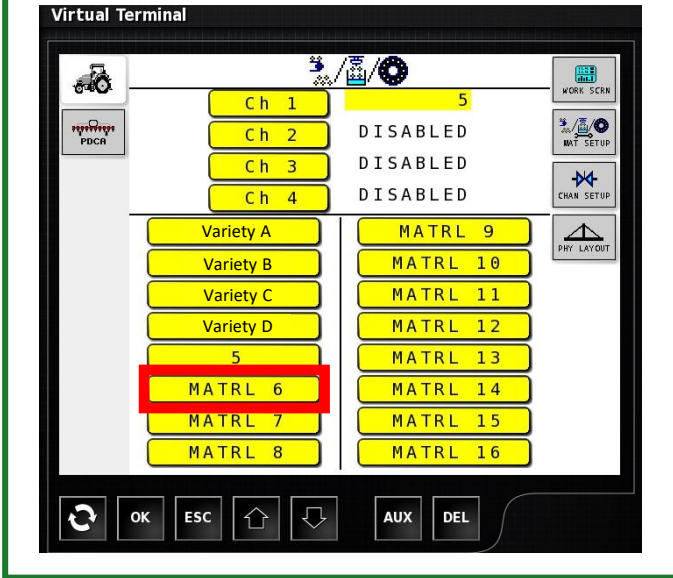 Virtual Terminal
WORK SCRN
Ch 1 5
PDCA
Ch 2 DISABLED
MAT SETUP
Ch 3 DISABLED
Ch 4 DISABLED
CHAN SETUP
Variety A MATRL 9
PHY LAYOUT
Variety B MATRL 10
Variety C MATRL 11
Variety D MATRL 12
5 MATRL 13
MATRL 6 MATRL 14
MATRL 7 MATRL 15
MATRL 8 MATRL 16
OK ESC AUX DEL